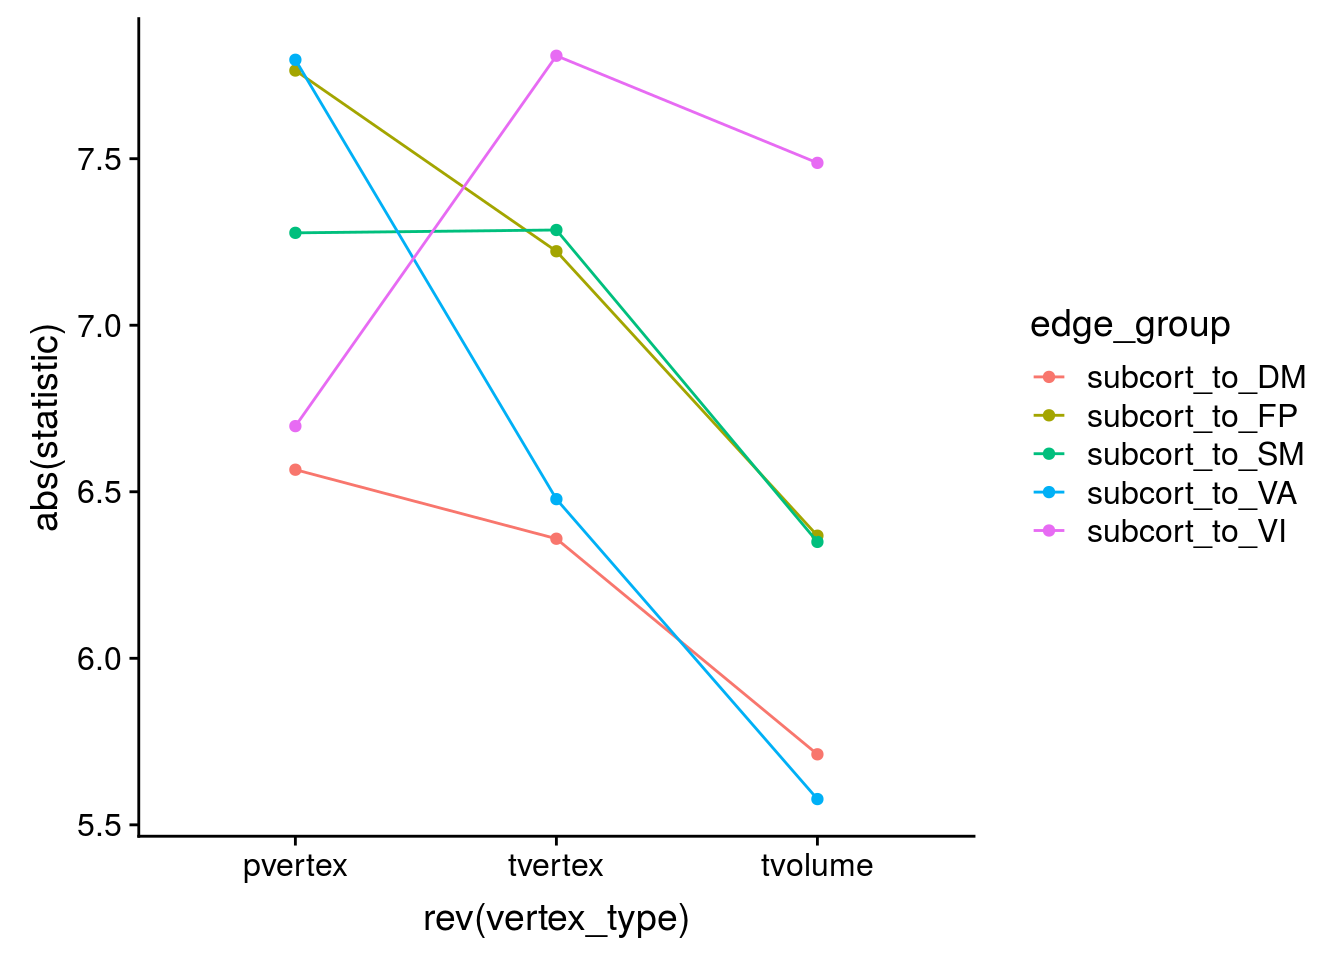 abs(statistic)
7.5
7.0
6.5
6.0
5.5
pvertex
tvertex
tvolume
rev(vertex_type)
edge_group
subcort_to_DM
subcort_to_FP
subcort_to_SM
subcort_to_VA
subcort_to_VI